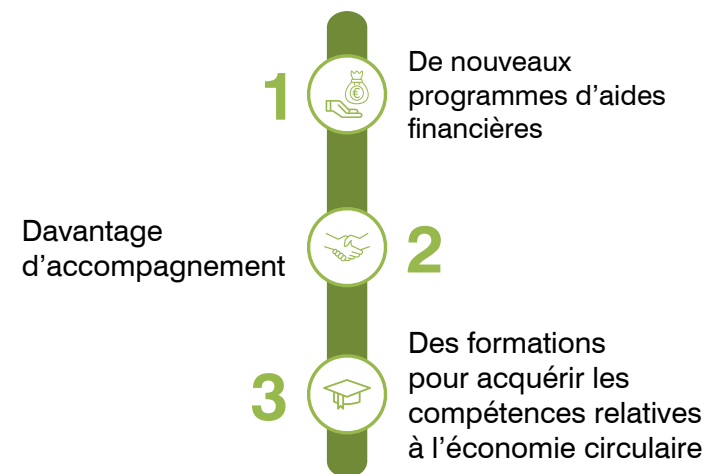 1
De nouveaux
programmes d'aides
financières
Davantage
d'accompagnement
2
3
Des formations
pour acquérir les
compétences relatives
à l'économie circulaire